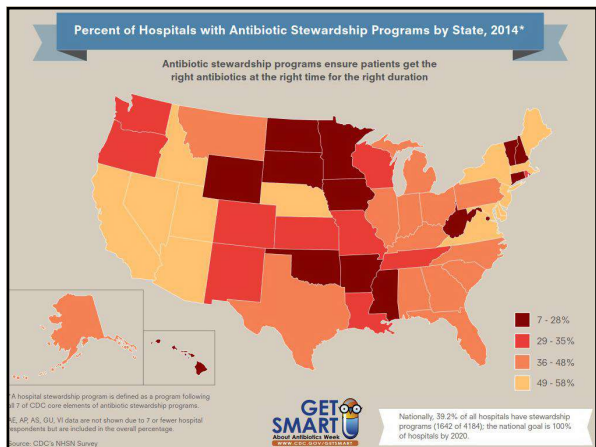 Percent of Hospitals with Antibiotic Stewardship Programs by State, 2014*
Antibiotic stewardship programs ensure patients get the
right antibiotics at the right time for the right duration
7 - 28%
29 - 35%
36 - 48%
49 - 58%
*A hospital stewardship program is defined as a program following
all 7 of CDC core elements of antibiotic stewardship programs.
AE, AP, AS, GU, VI data are not shown due to 7 or fewer hospital
respondents but are included in the overall percentage.
Source: CDC's NHSN Survey
GET
SMART
About Antibiotics Week
WWW.CDC.GOV/GETSMART
Nationally, 39.2% of all hospitals have stewardship
programs (1642 of 4184); the national goal is 100%
of hospitals by 2020.